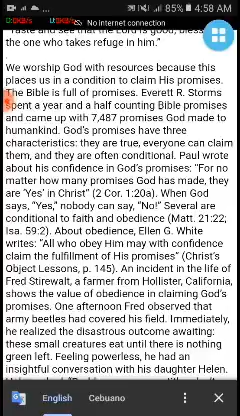 O:0KB/s U:0KB/s 85% 4:58 AM
No internet connection
"Taste and see that the Lord is good; bless
the one who takes refuge in him."
We worship God with resources because this
places us in a condition to claim His promises.
The Bible is full of promises. Everett R. Storms
spent a year and a half counting Bible promises
and came up with 7,487 promises God made to
humankind. God's promises have three
characteristics: they are true, everyone can claim
them, and they are often conditional. Paul wrote
about his confidence in God's promises: "For no
matter how many promises God has made, they
are 'Yes' in Christ" (2 Cor. 1:20a). When God
says, "Yes," nobody can say, "No!" Several are
conditional to faith and obedience (Matt. 21:22;
Isa. 59:2). About obedience, Ellen G. White
writes: "All who obey Him may with confidence
claim the fulfillment of His promises" (Christ's
Object Lessons, p. 145). An incident in the life of
Fred Stirewalt, a farmer from Hollister, California,
shows the value of obedience in claiming God's
promises. One afternoon Fred observed that
army beetles had covered his field. Immediately,
he realized the disastrous outcome awaiting:
these small creatures eat until there is nothing
green left. Feeling powerless, he had an
insightful conversation with his daughter Helen.
English Cebuano